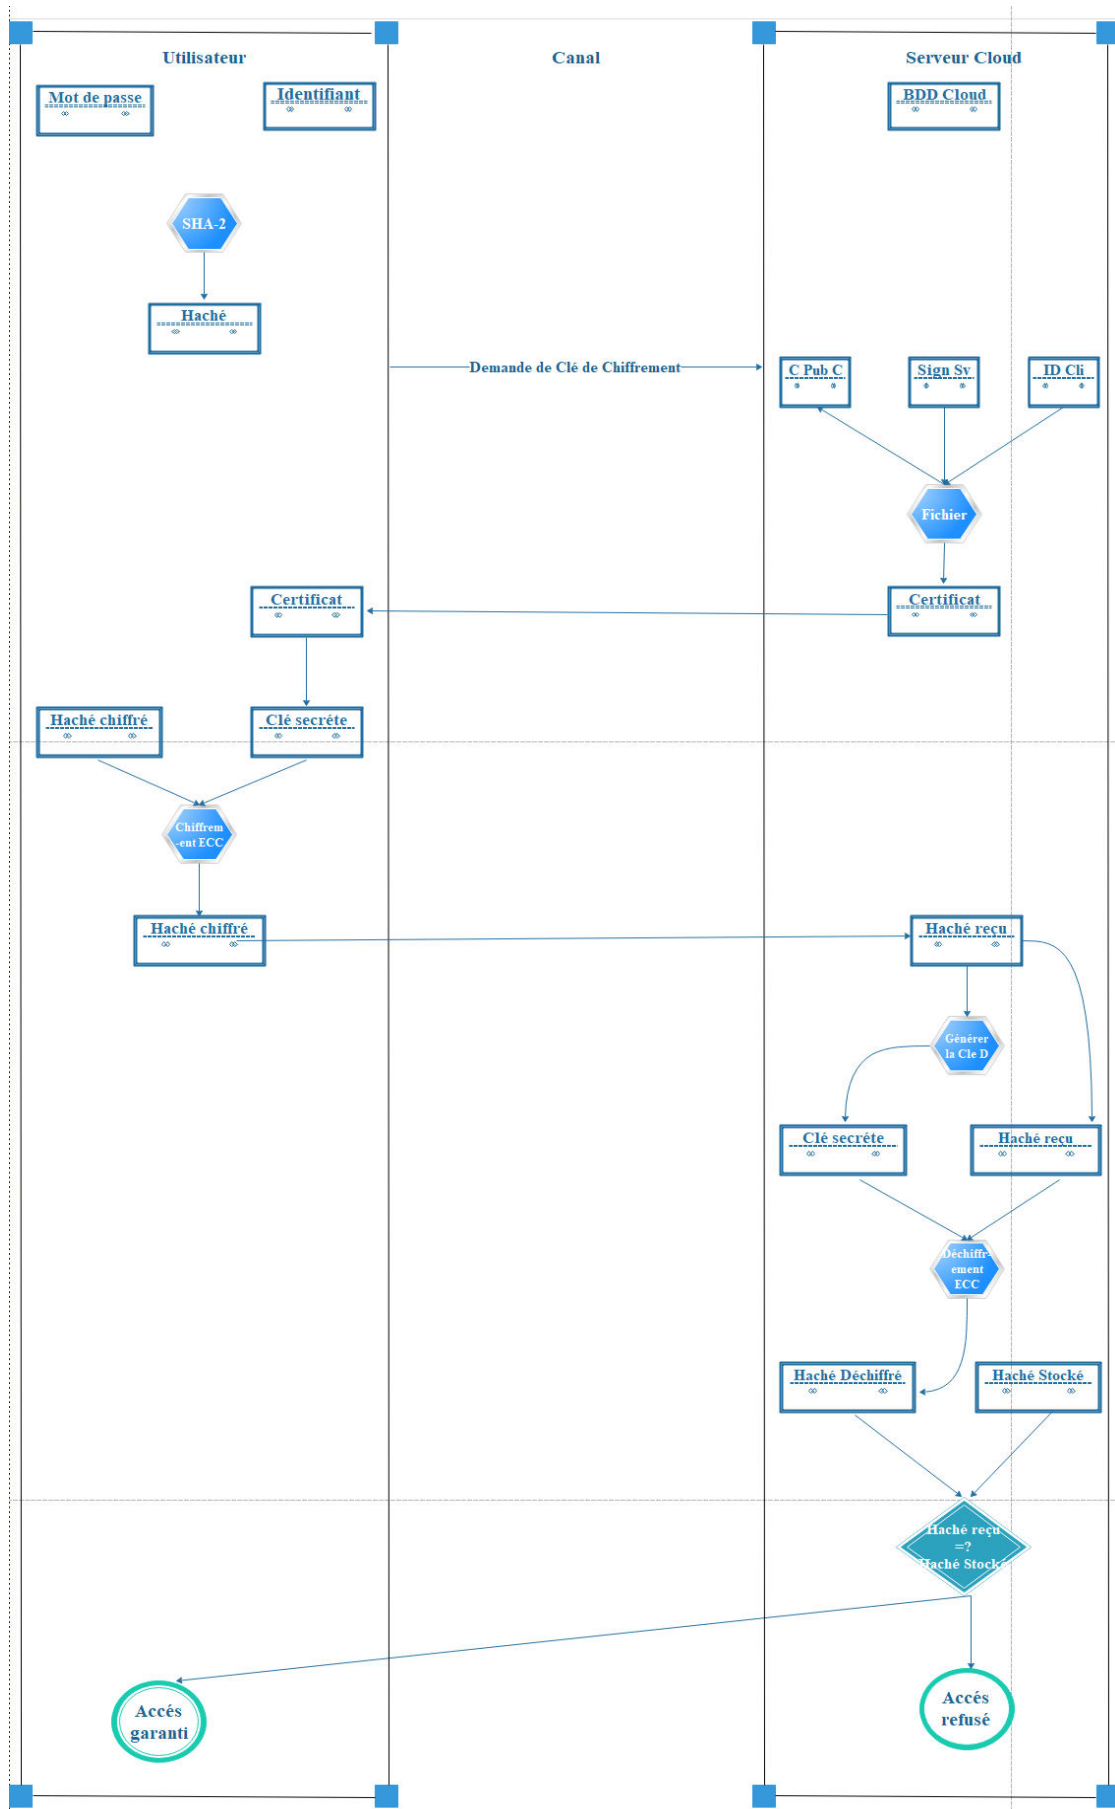 Utilisateur
Canal
Serveur Cloud
Mot de passe
Identifiant
BDD Cloud
SHA-2
Haché
Demande de Clé de Chiffrement
C Pub C
Sign Sv
ID Cli
Fichier
Certificat
Certificat
Haché chiffré
Clé secréte
Chiffrem
-ent ECC
Haché chiffré
Haché reçu
Générer
la Cle D
Clé secréte
Haché reçu
Déchiffr-
ement
ECC
Haché Déchiffré
Haché Stocké
Haché reçu
=?
Haché Stocké
Accés
garanti
Accés
refusé